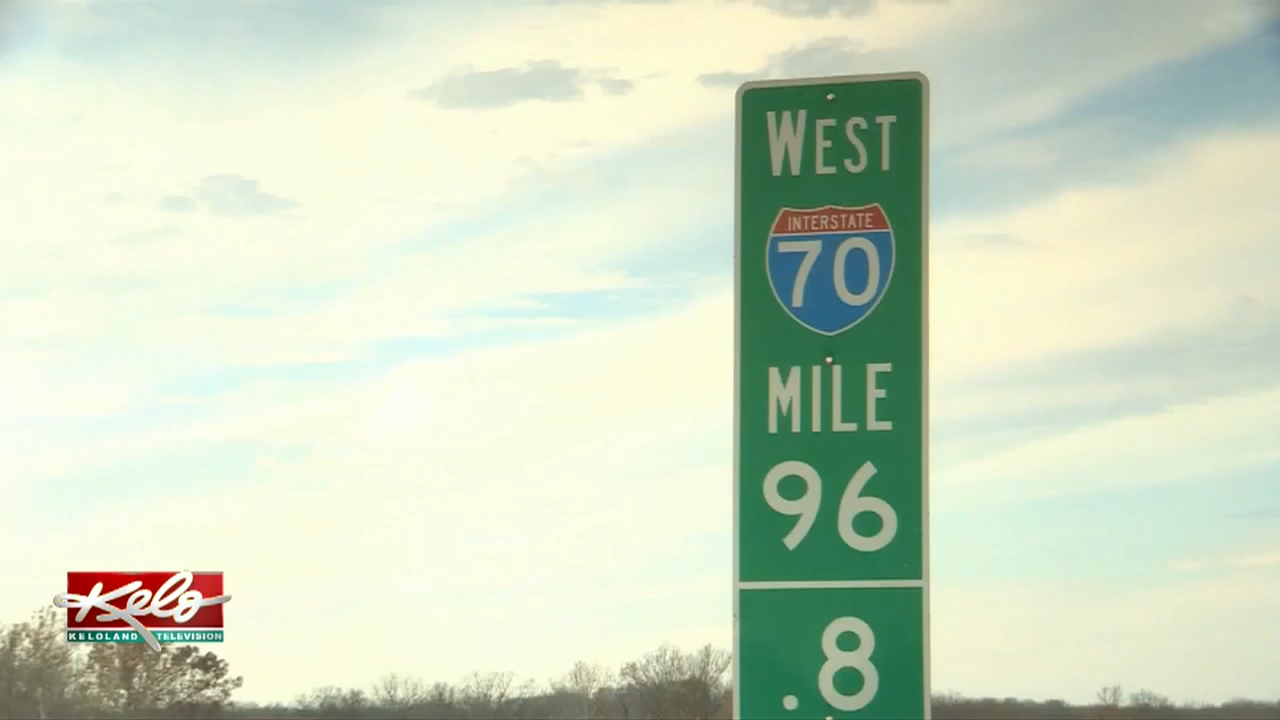 WEST
INTERSTATE
70
MILE
96
.8
Kelo
KELOLAND TELEVISION